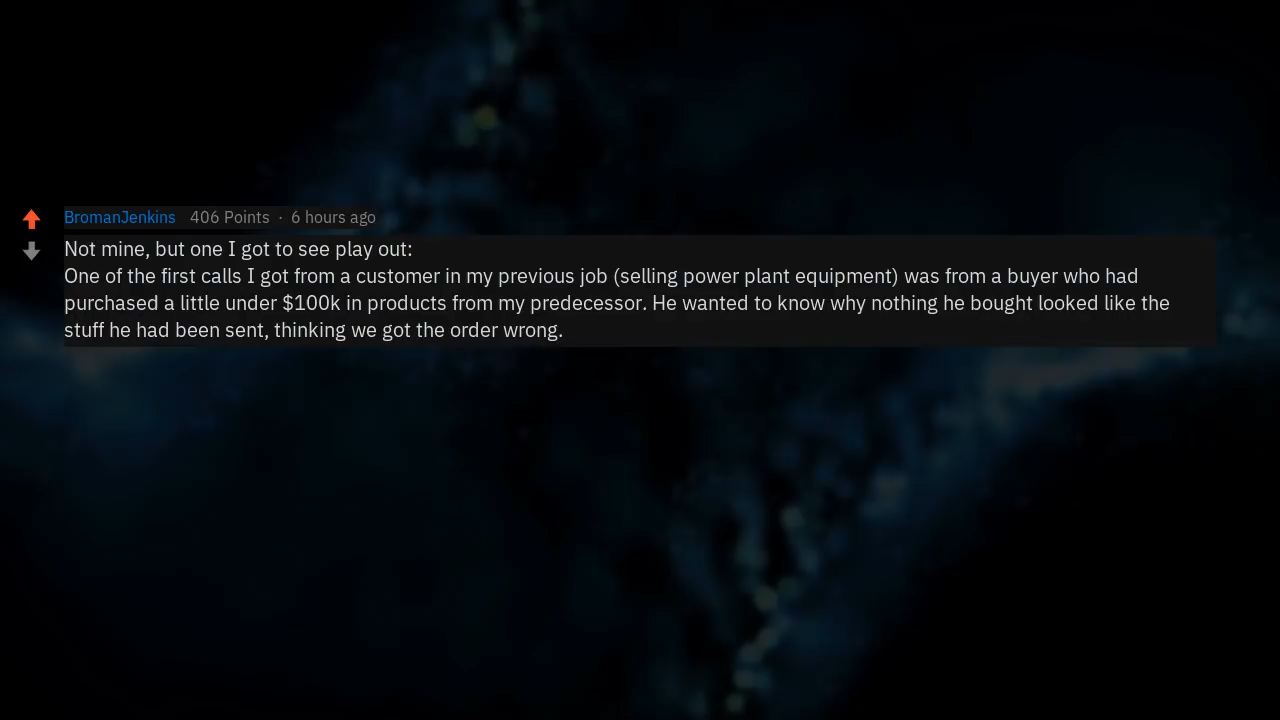 BromanJenkins 406 Points · 6 hours ago
Not mine, but one I got to see play out:
One of the first calls I got from a customer in my previous job (selling power plant equipment) was from a buyer who had
purchased a little under $100k in products from my predecessor. He wanted to know why nothing he bought looked like the
stuff he had been sent, thinking we got the order wrong.